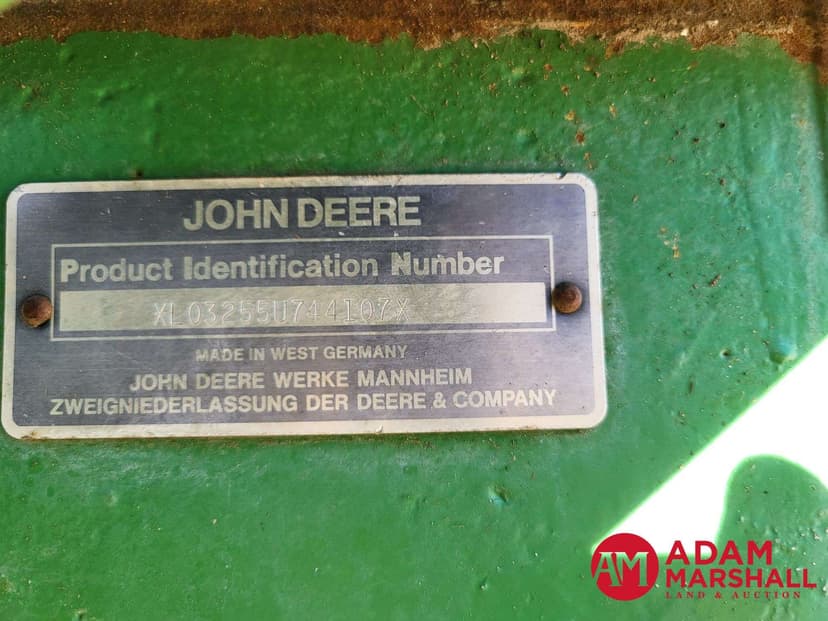 JOHN DEERE
Product Identification Number
XL03255U744107X
MADE IN WEST GERMANY
JOHN DEERE WERKE MANNHEIM
ZWEIGNIEDERLASSUNG DER DEERE & COMPANY
AM ADAM
MARSHALL
LAND & AUCTION